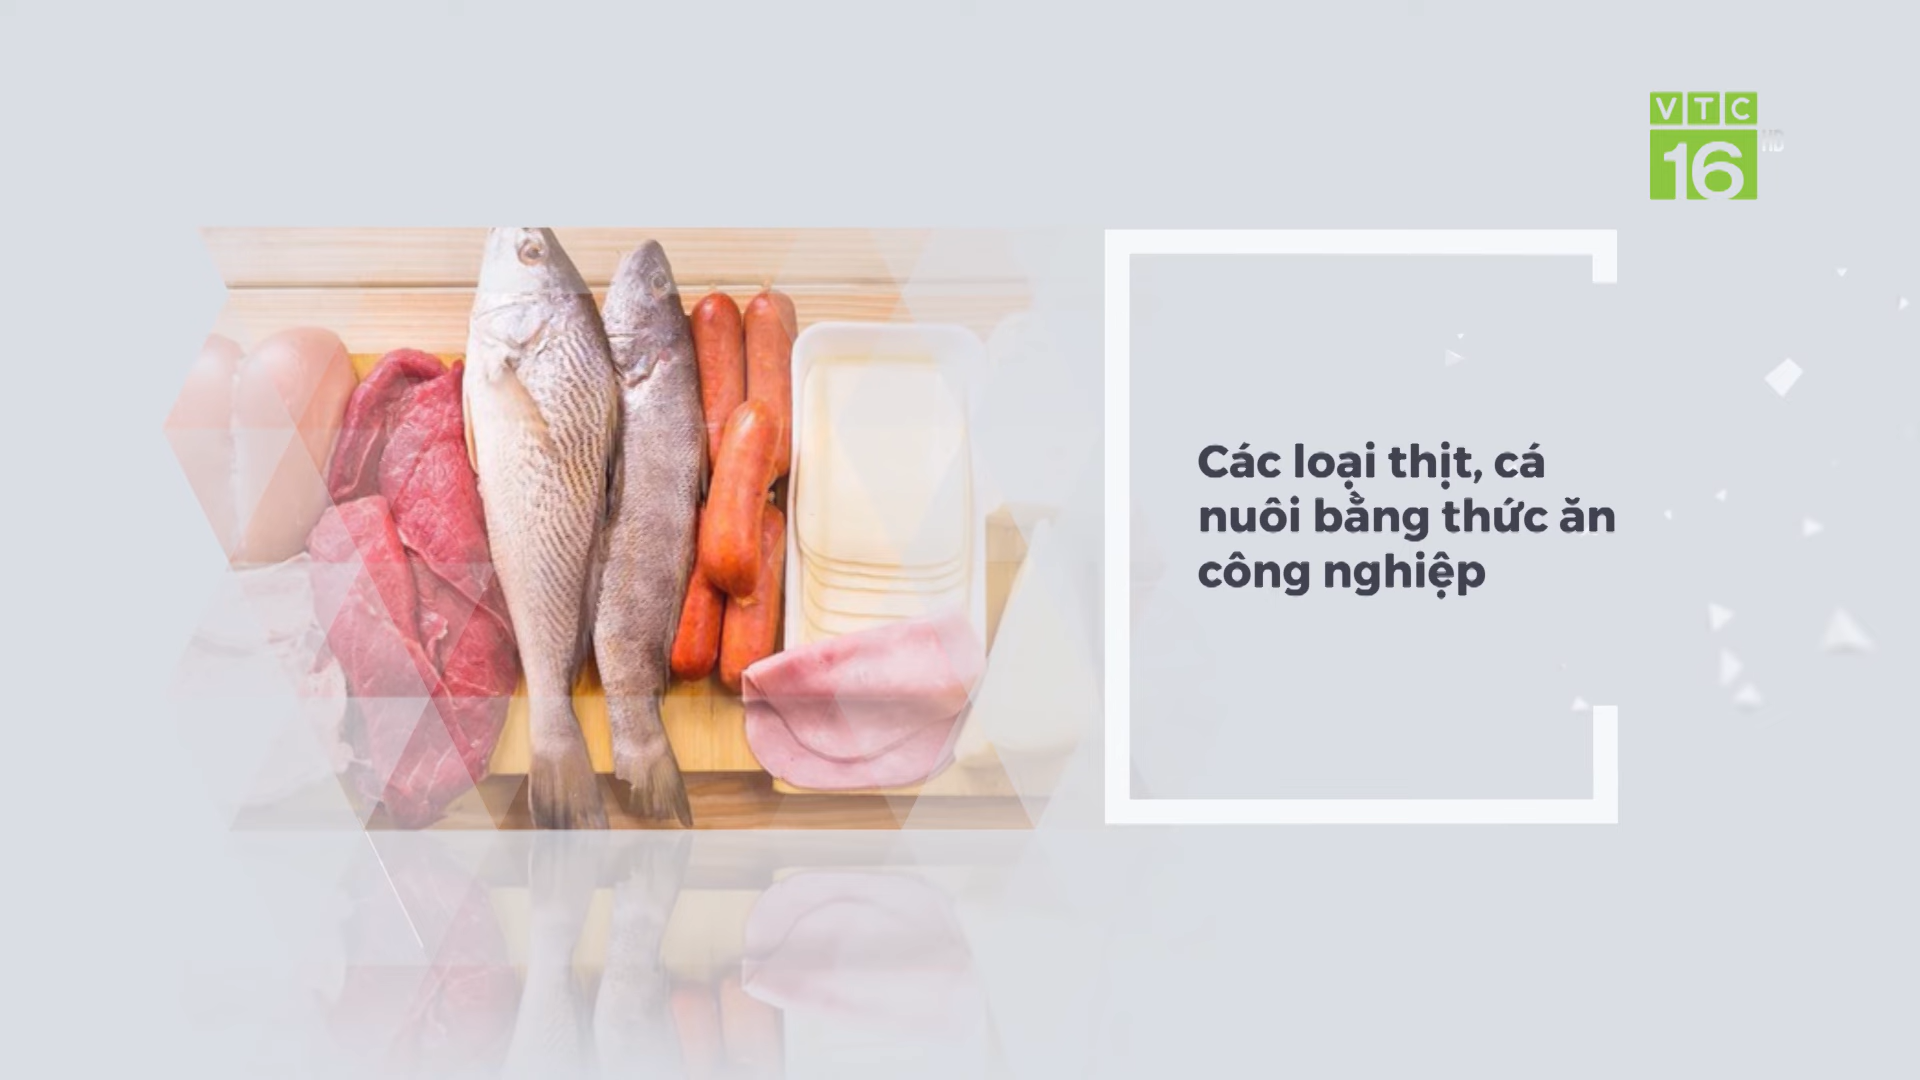 VTC
16 HD
Các loại thịt, cá
nuôi bằng thức ăn
công nghiệp